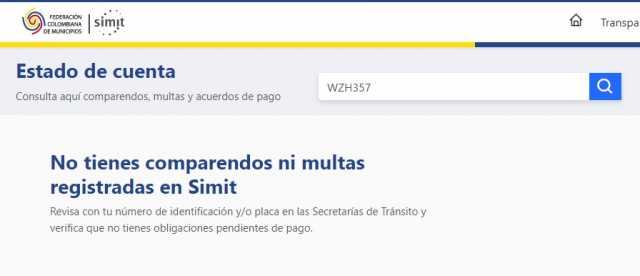 FEDERACIÓN
COLOMBIANA
DE MUNICIPIOS
simit
Transpa
Estado de cuenta
Consulta aquí comparendos, multas y acuerdos de pago
WZH357
No tienes comparendos ni multas
registradas en Simit
Revisa con tu número de identificación y/o placa en las Secretarías de Tránsito y
verifica que no tienes obligaciones pendientes de pago.